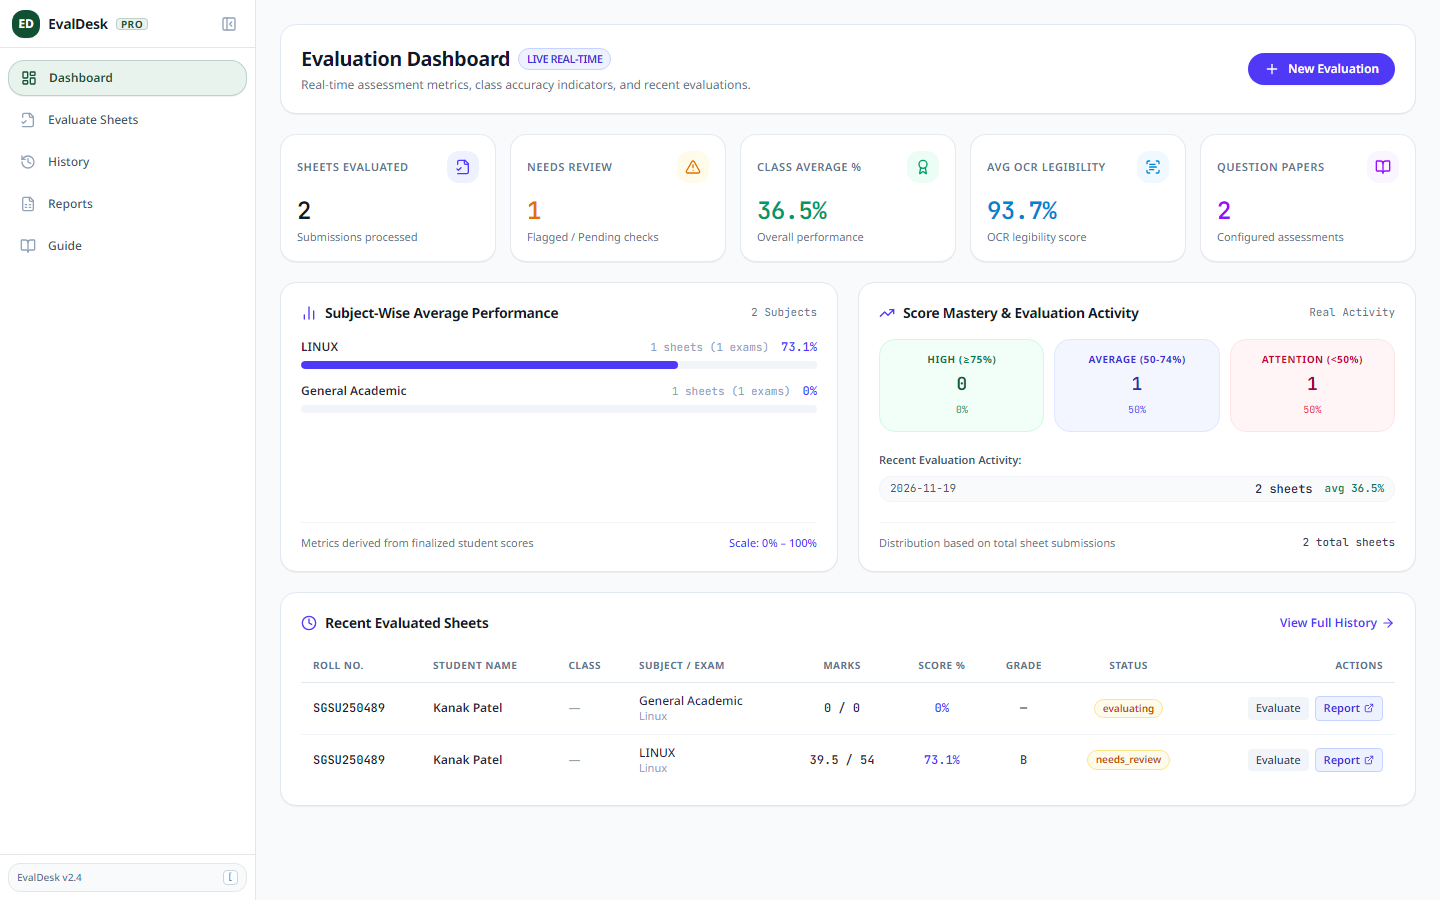 ED EvalDesk PRO
Dashboard
Evaluate Sheets
History
Reports
Guide
EvalDesk v2.4 [
Evaluation Dashboard LIVE REAL-TIME
Real-time assessment metrics, class accuracy indicators, and recent evaluations.
New Evaluation
SHEETS EVALUATED
2
Submissions processed
NEEDS REVIEW
1
Flagged / Pending checks
CLASS AVERAGE %
36.5%
Overall performance
AVG OCR LEGIBILITY
93.7%
OCR legibility score
QUESTION PAPERS
2
Configured assessments
Subject-Wise Average Performance 2 Subjects
LINUX 1 sheets (1 exams) 73.1%
General Academic 1 sheets (1 exams) 0%
Metrics derived from finalized student scores Scale: 0% – 100%
Score Mastery & Evaluation Activity Real Activity
HIGH (≥75%)
0
0%
AVERAGE (50-74%)
1
50%
ATTENTION (<50%)
1
50%
Recent Evaluation Activity:
2026-11-19 2 sheets avg 36.5%
Distribution based on total sheet submissions 2 total sheets
Recent Evaluated Sheets View Full History
ROLL NO. STUDENT NAME CLASS SUBJECT / EXAM MARKS SCORE % GRADE STATUS ACTIONS
SGSU250489 Kanak Patel — General Academic 0 / 0 0% — evaluating Evaluate Report
Linux
SGSU250489 Kanak Patel — LINUX 39.5 / 54 73.1% B needs_review Evaluate Report
Linux